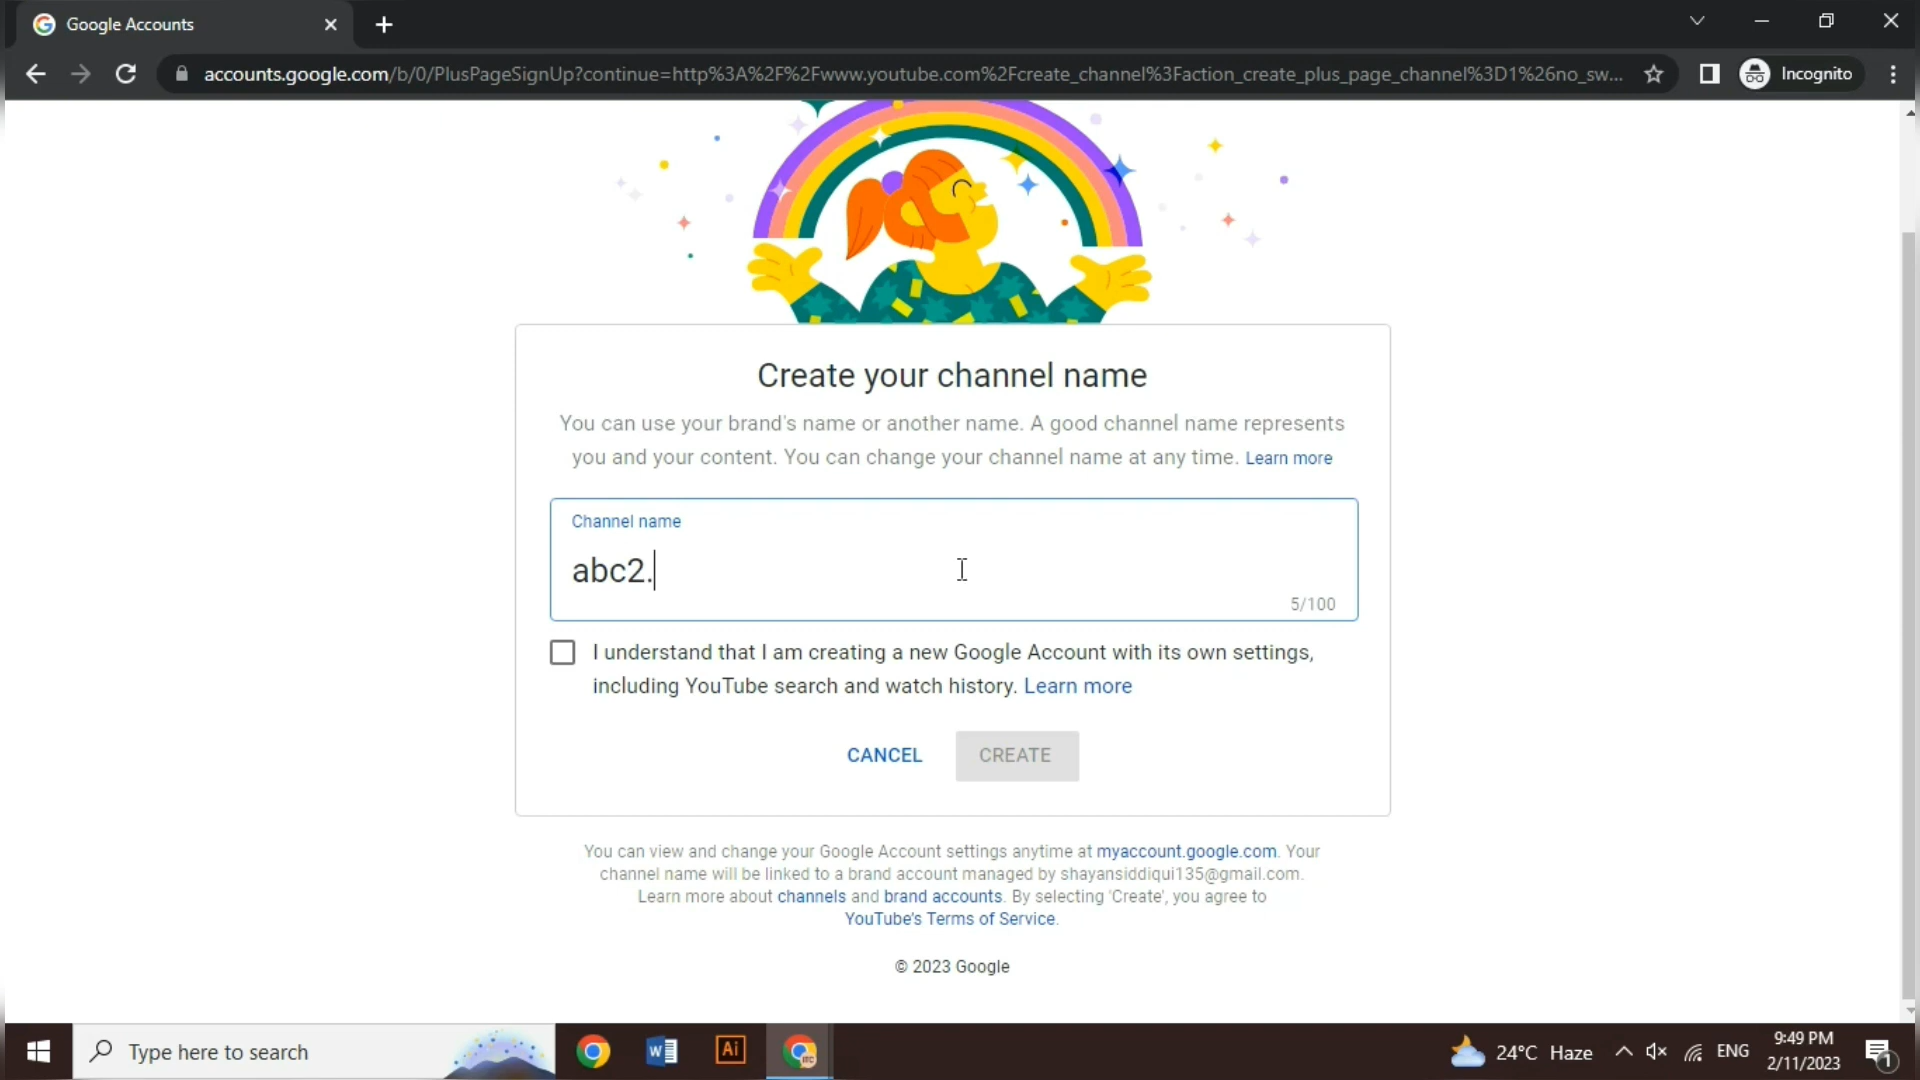 Google Accounts
accounts.google.com/b/0/PlusPageSignUp?continue=http%3A%2F%2Fwww.youtube.com%2Fcreate_channel%3Faction_create_plus_page_channel%3D1%26no_sw...
Incognito
Create your channel name
You can use your brand's name or another name. A good channel name represents
you and your content. You can change your channel name at any time. Learn more
Channel name
abc2.
5/100
I understand that I am creating a new Google Account with its own settings,
including YouTube search and watch history. Learn more
CANCEL
CREATE
You can view and change your Google Account settings anytime at myaccount.google.com. Your
channel name will be linked to a brand account managed by shayansiddiqui135@gmail.com.
Learn more about channels and brand accounts. By selecting 'Create', you agree to
YouTube's Terms of Service.
© 2023 Google
Type here to search
W
Ai
24°C Haze
ENG
9:49 PM
2/11/2023
1